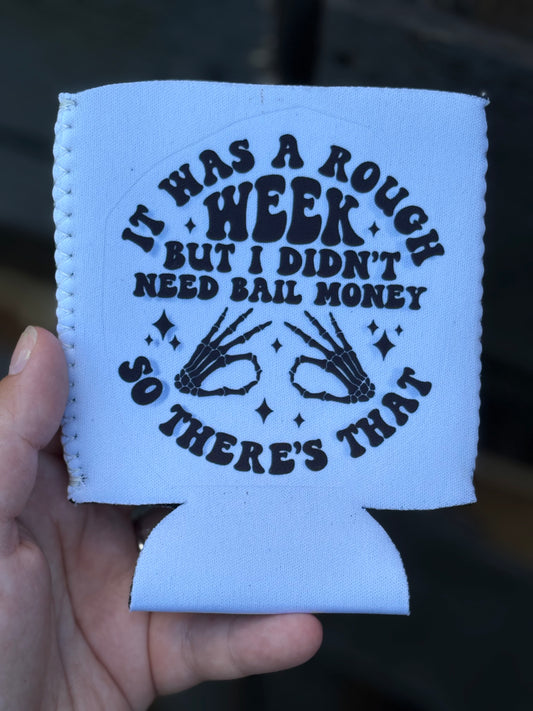 IT WAS A ROUGH
WEEK
BUT I DIDN'T
NEED BAIL MONEY
SO THERE'S THAT